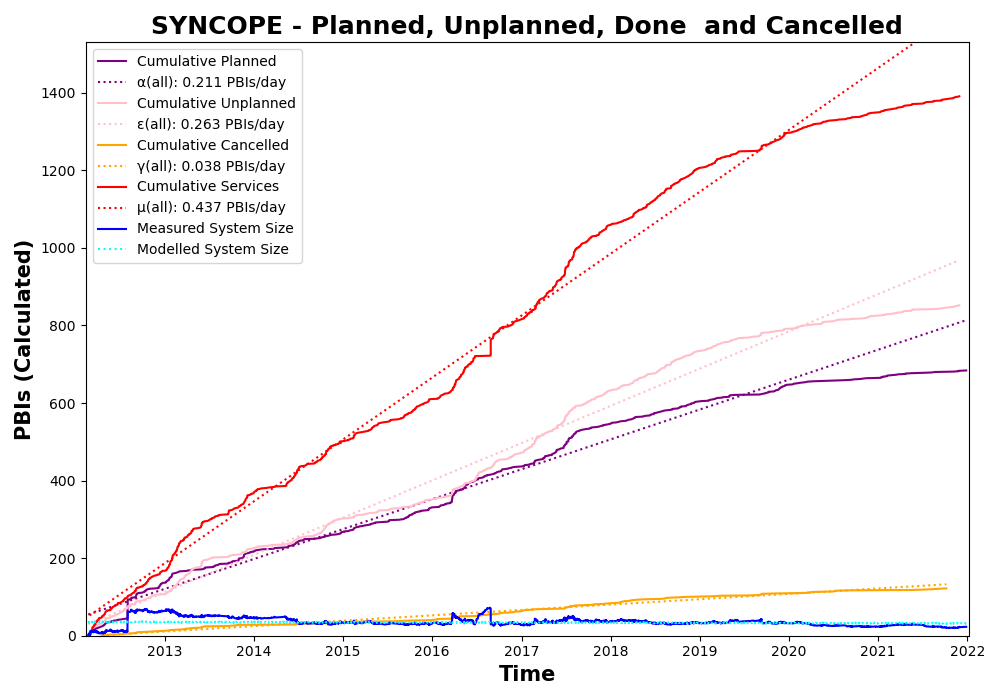 SYNCOPE - Planned, Unplanned, Done  and Cancelled
Cumulative Planned
α(all): 0.211 PBIs/day
Cumulative Unplanned
ε(all): 0.263 PBIs/day
Cumulative Cancelled
γ(all): 0.038 PBIs/day
Cumulative Services
μ(all): 0.437 PBIs/day
Measured System Size
Modelled System Size
PBIs (Calculated)
1400
1200
1000
800
600
400
200
0
2013 2014 2015 2016 2017 2018 2019 2020 2021 2022
Time